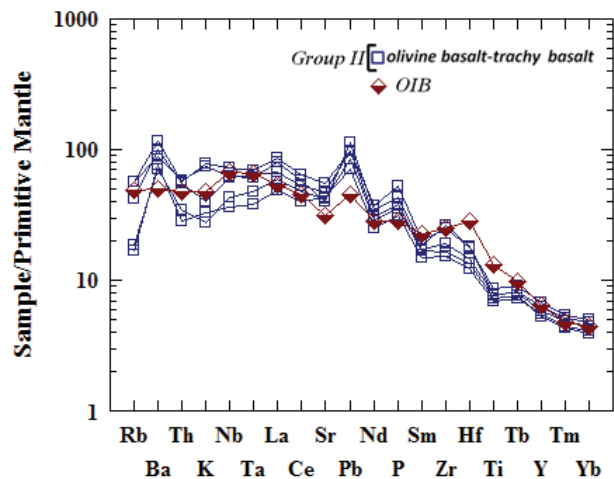 1000
Group II olivine basalt-trachy basalt
OIB
100
10
1
Sample/Primitive Mantle
Rb Th Nb La Sr Nd Sm Hf Tb Tm
Ba K Ta Ce Pb P Zr Ti Y Yb